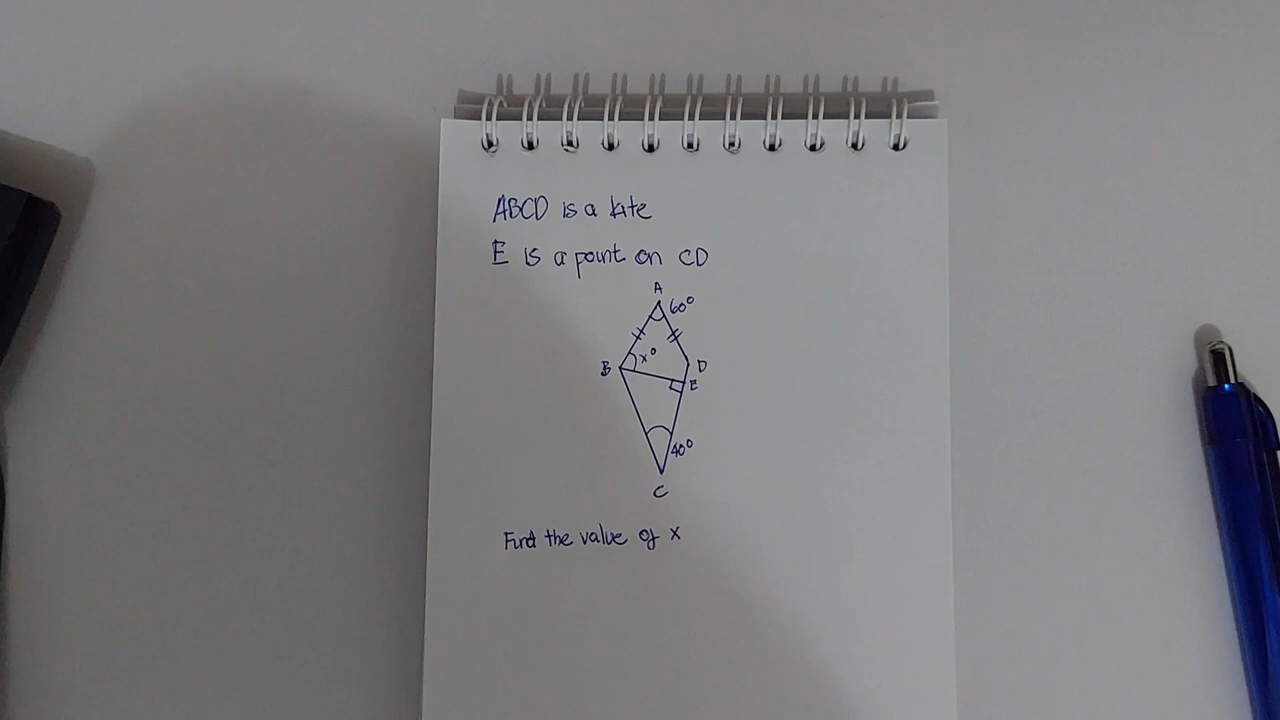 ABCD is a kite
E is a point on CD
A
60°
x°
B
D
E
40°
C
Find the value of x